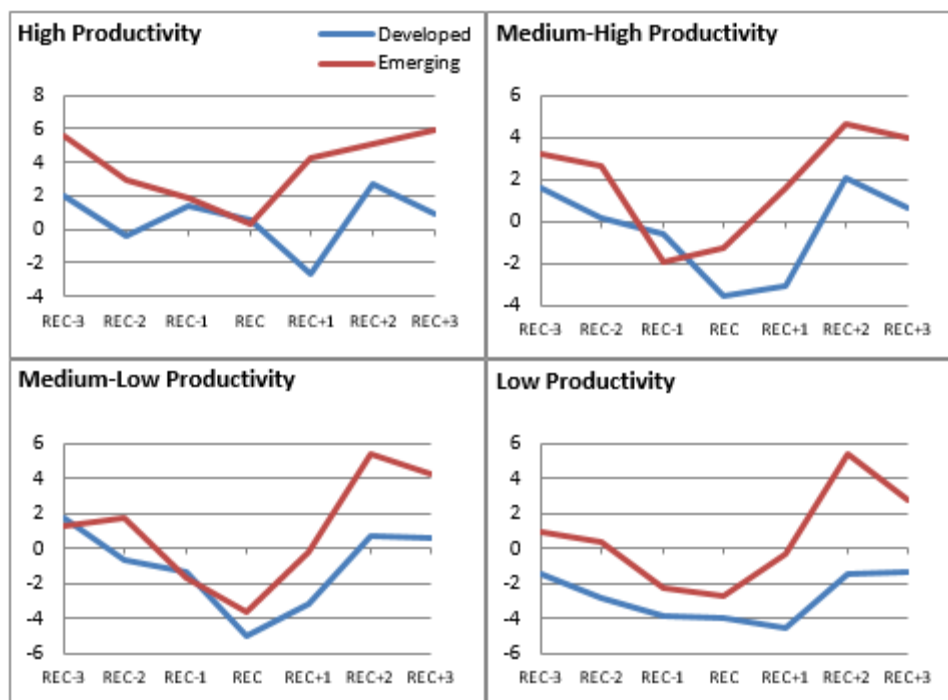 High Productivity
Developed
Emerging
8
6
4
2
0
-2
-4
REC-3 REC-2 REC-1 REC REC+1 REC+2 REC+3
Medium-High Productivity
6
4
2
0
-2
-4
REC-3 REC-2 REC-1 REC REC+1 REC+2 REC+3
Medium-Low Productivity
6
4
2
0
-2
-4
-6
REC-3 REC-2 REC-1 REC REC+1 REC+2 REC+3
Low Productivity
6
4
2
0
-2
-4
-6
REC-3 REC-2 REC-1 REC REC+1 REC+2 REC+3